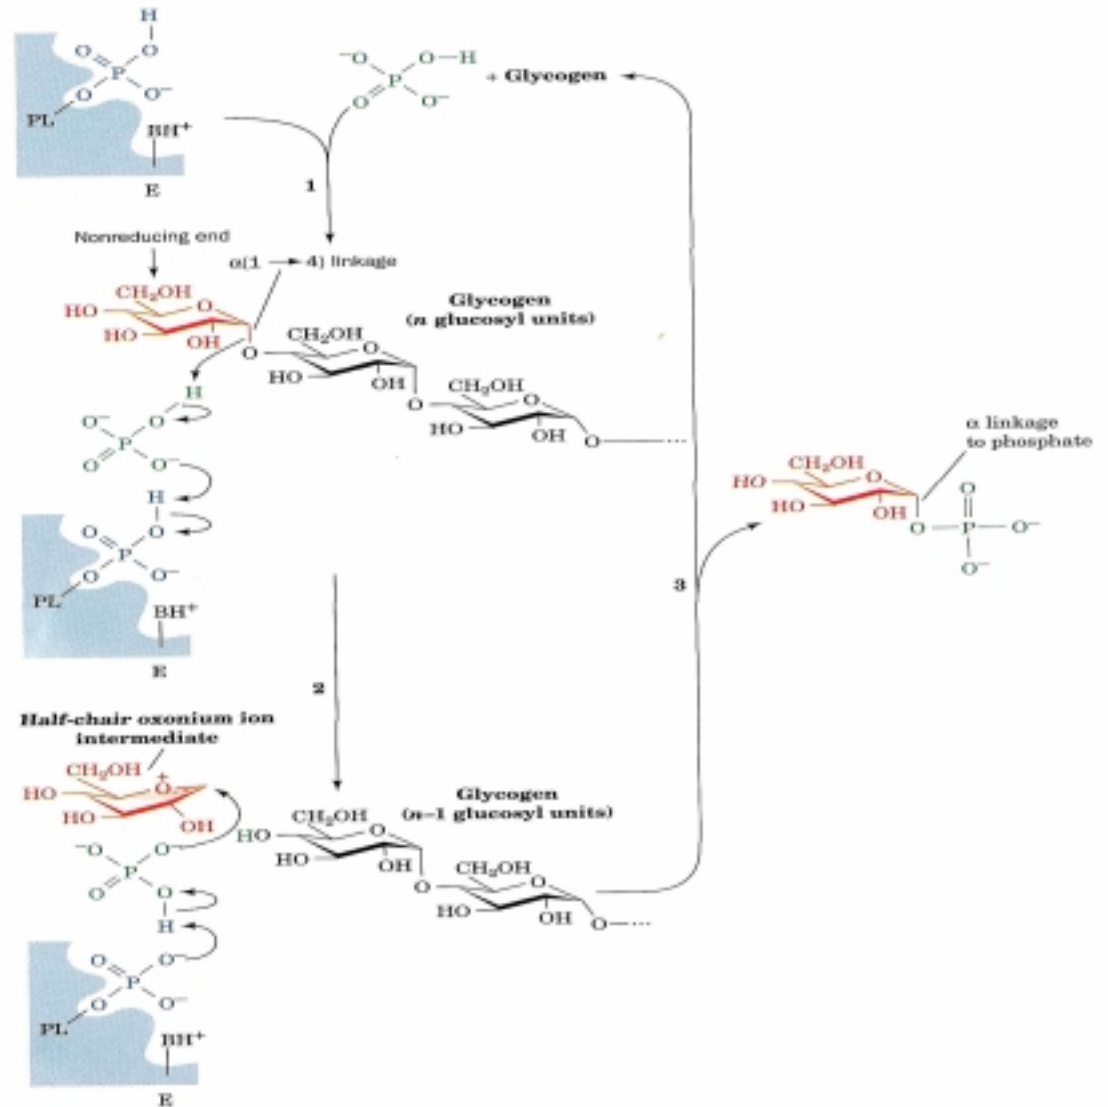 H
O
O
P
O
O⁻
PL
BH⁺
E
⁻O
O—H
P
O
O⁻
+ Glycogen
1
Nonreducing end
α(1 → 4) linkage
CH₂OH
HO
O
HO
OH
O
Glycogen
(n glucosyl units)
CH₂OH
O
HO
OH
O
CH₂OH
O
HO
OH
O
H
O⁻
O
P
O
O⁻
H
O
O
P
O
O⁻
PL
BH⁺
E
α linkage
to phosphate
CH₂OH
HO
O
HO
OH
O
O
P
O⁻
O⁻
3
2
Half-chair oxonium ion
intermediate
CH₂OH
+
HO
O
HO
OH
⁻O
O⁻
P
O
O
H
Glycogen
(n–1 glucosyl units)
CH₂OH
HO
O
HO
OH
O
CH₂OH
O
HO
OH
O
O
O⁻
P
O
O⁻
PL
BH⁺
E